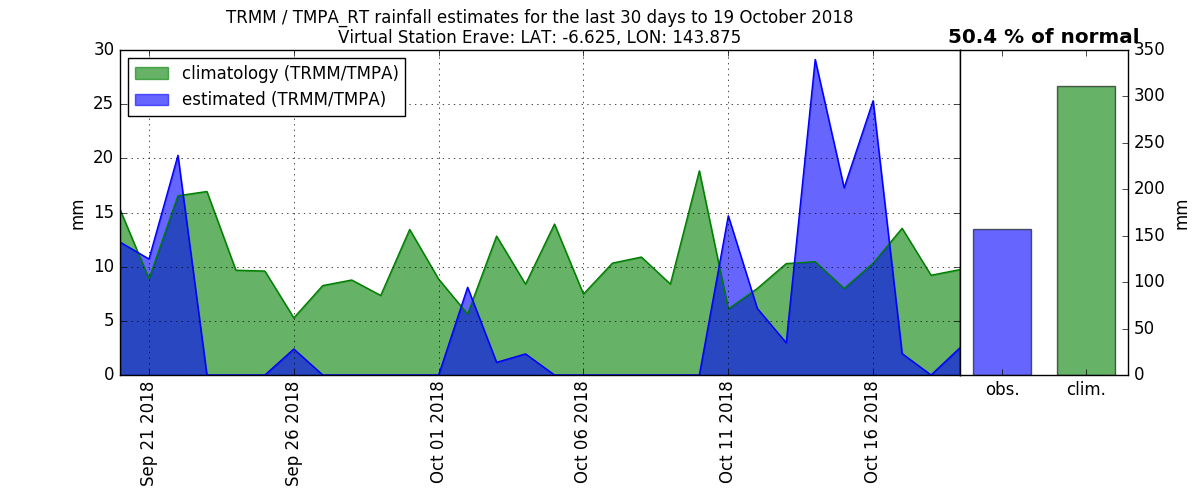 TRMM / TMPA_RT rainfall estimates for the last 30 days to 19 October 2018
Virtual Station Erave: LAT: -6.625, LON: 143.875
50.4 % of normal
climatology (TRMM/TMPA)
estimated (TRMM/TMPA)
30
25
20
15
10
5
0
mm
Sep 21 2018
Sep 26 2018
Oct 01 2018
Oct 06 2018
Oct 11 2018
Oct 16 2018
350
300
250
200
150
100
50
0
mm
obs.
clim.